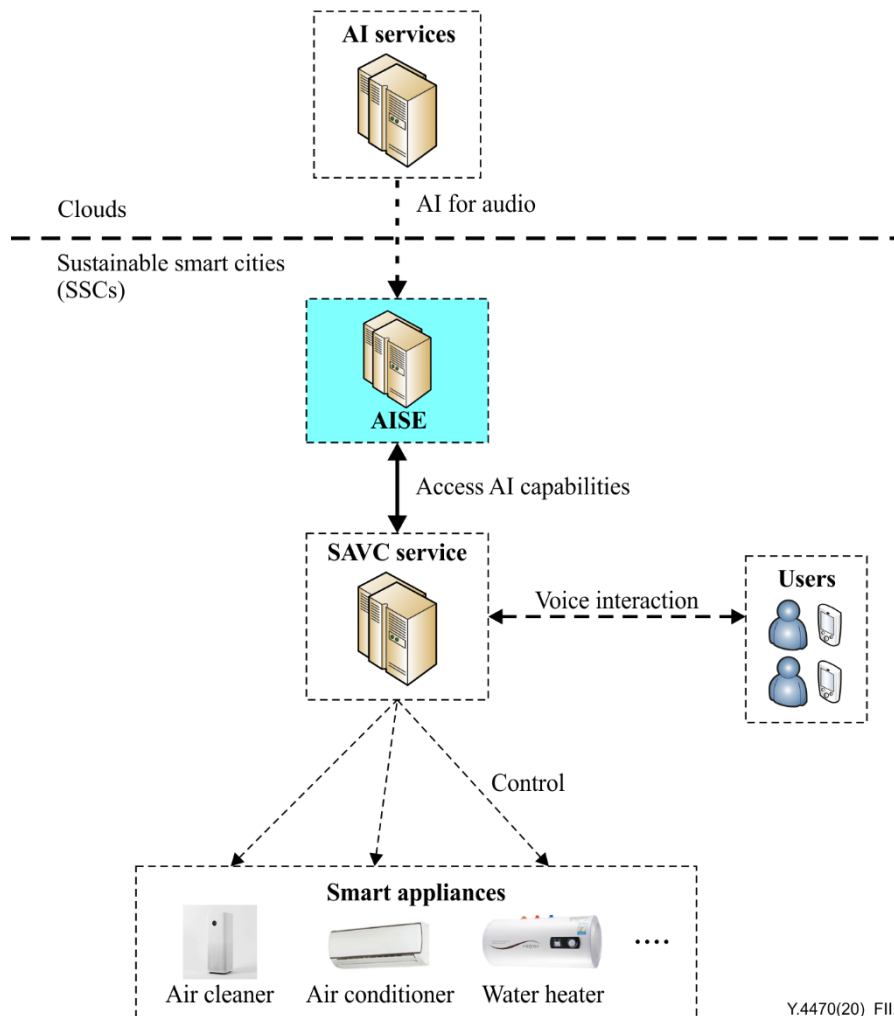 AI services
Clouds
AI for audio
Sustainable smart cities
(SSCs)
AISE
Access AI capabilities
SAVC service
Voice interaction
Users
Control
Smart appliances
....
Air cleaner
Air conditioner
Water heater
Y.4470(20)_FII